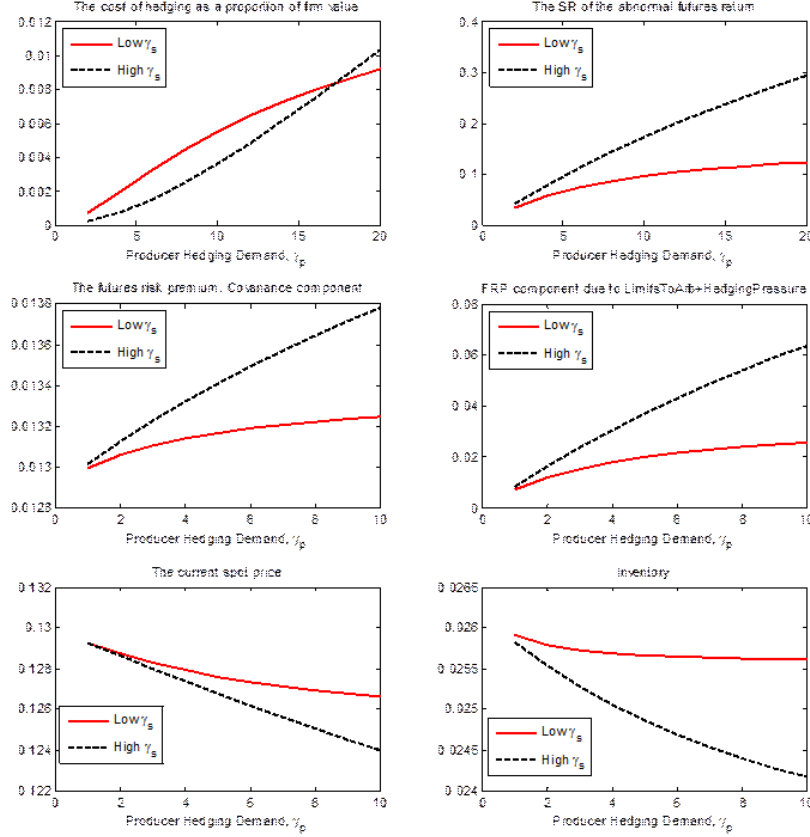 The cost of hedging as a proportion of firm value
0.012
0.01
0.008
0.006
0.004
0.002
0
0 5 10 15 20
Low γs
High γs
Producer Hedging Demand, γp
The SR of the abnormal futures return
0.4
0.3
0.2
0.1
0
0 5 10 15 20
Low γs
High γs
Producer Hedging Demand, γp
The futures risk premium: Covariance component
0.0138
0.0136
0.0134
0.0132
0.013
0.0128
0 2 4 6 8 10
Low γs
High γs
Producer Hedging Demand, γp
FRP component due to LimitsToArb+HedgingPressure
0.08
0.06
0.04
0.02
0
0 2 4 6 8 10
Low γs
High γs
Producer Hedging Demand, γp
The current spot price
0.132
0.13
0.128
0.126
0.124
0.122
0 2 4 6 8 10
Low γs
High γs
Producer Hedging Demand, γp
Inventory
0.0265
0.026
0.0255
0.025
0.0245
0.024
0 2 4 6 8 10
Low γs
High γs
Producer Hedging Demand, γp